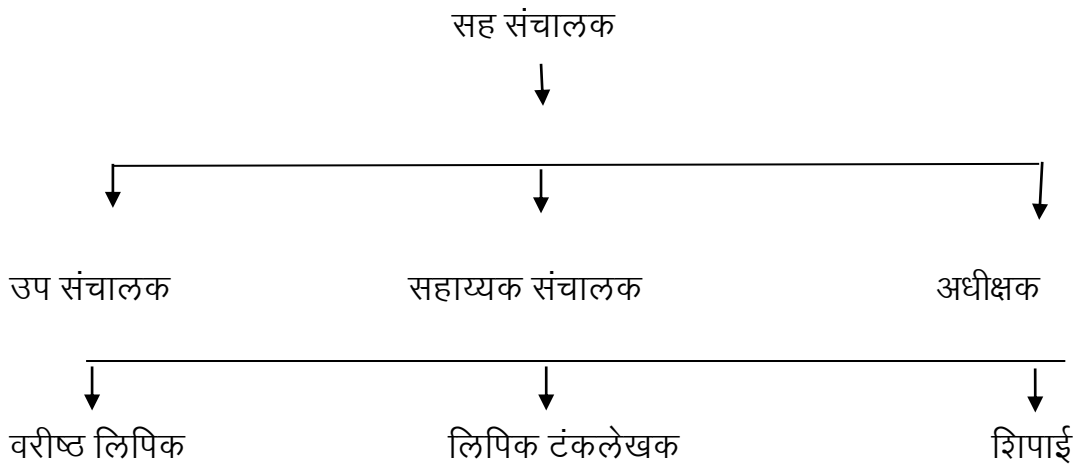 सह संचालक
उप संचालक सहाय्यक संचालक अधीक्षक
वरीष्ठ लिपिक लिपिक टंकलेखक शिपाई